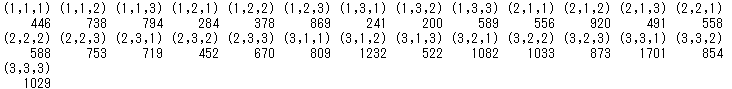 (1,1,1) (1,1,2) (1,1,3) (1,2,1) (1,2,2) (1,2,3) (1,3,1) (1,3,2) (1,3,3) (2,1,1) (2,1,2) (2,1,3) (2,2,1)
446 738 794 284 378 869 241 200 589 556 920 491 558
(2,2,2) (2,2,3) (2,3,1) (2,3,2) (2,3,3) (3,1,1) (3,1,2) (3,1,3) (3,2,1) (3,2,2) (3,2,3) (3,3,1) (3,3,2)
588 753 719 452 670 809 1232 522 1082 1033 873 1701 854
(3,3,3)
1029